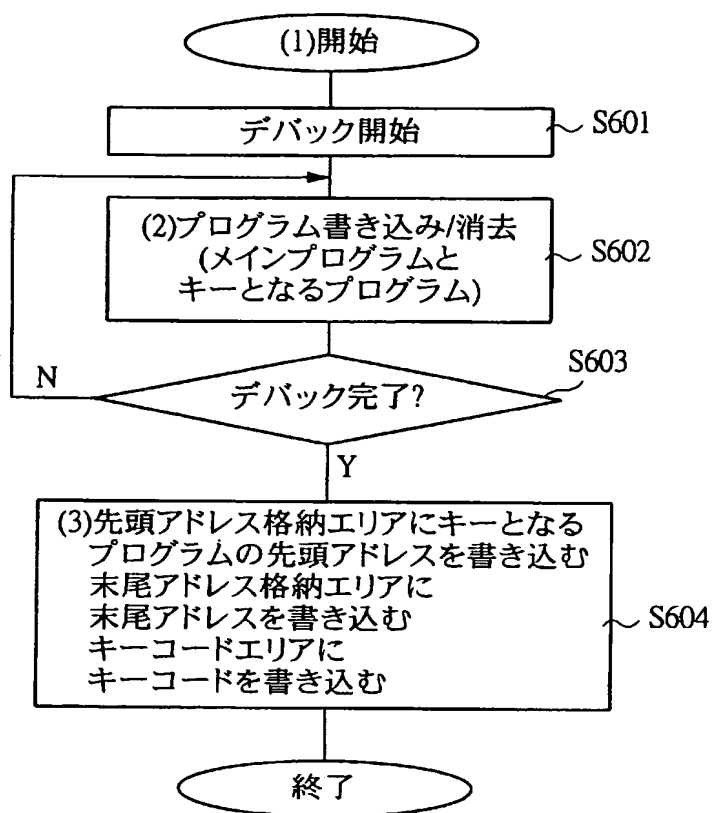 (1)開始
デバック開始
S601
(2)プログラム書き込み/消去
(メインプログラムと
キーとなるプログラム)
S602
デバック完了?
S603
N
Y
(3)先頭アドレス格納エリアにキーとなる
プログラムの先頭アドレスを書き込む
末尾アドレス格納エリアに
末尾アドレスを書き込む
キーコードエリアに
キーコードを書き込む
S604
終了